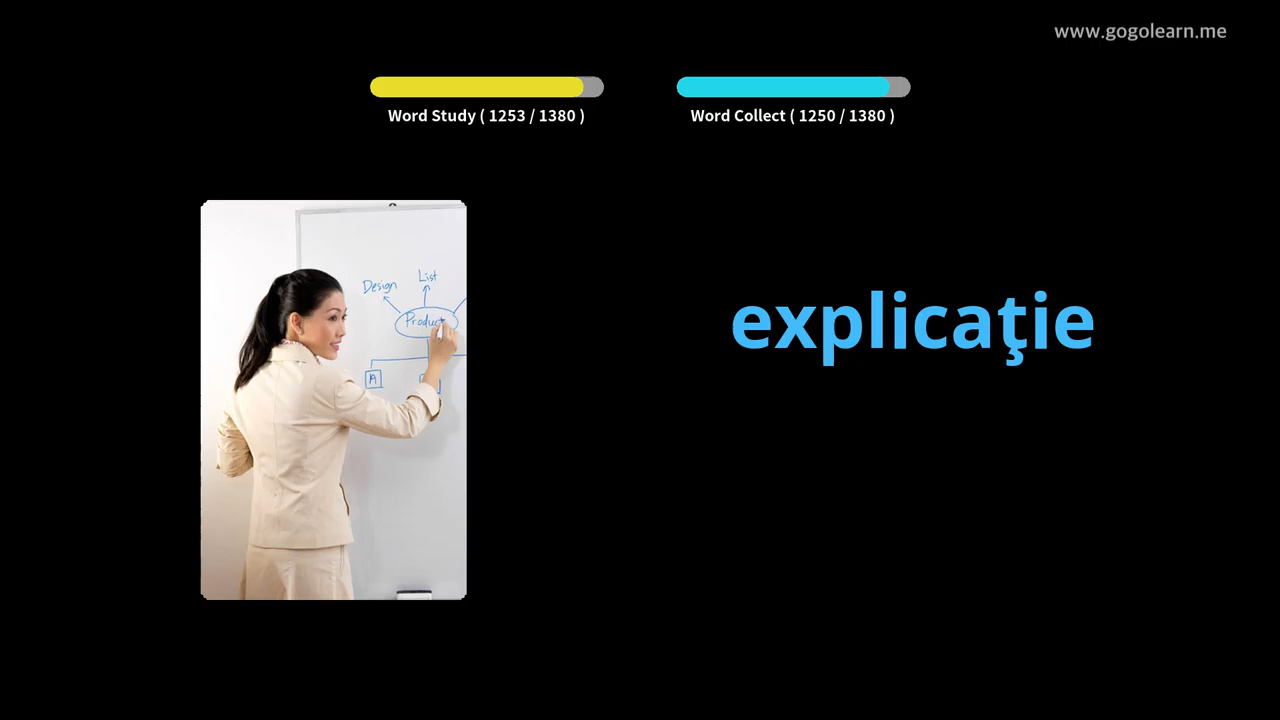 www.gogolearn.me
Word Study ( 1253 / 1380 )
Word Collect ( 1250 / 1380 )
List
Design
Product
A
explicaţie